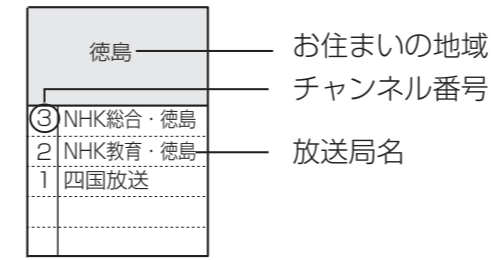 徳島
お住まいの地域
チャンネル番号
3 NHK総合・徳島
2 NHK教育・徳島
放送局名
1 四国放送